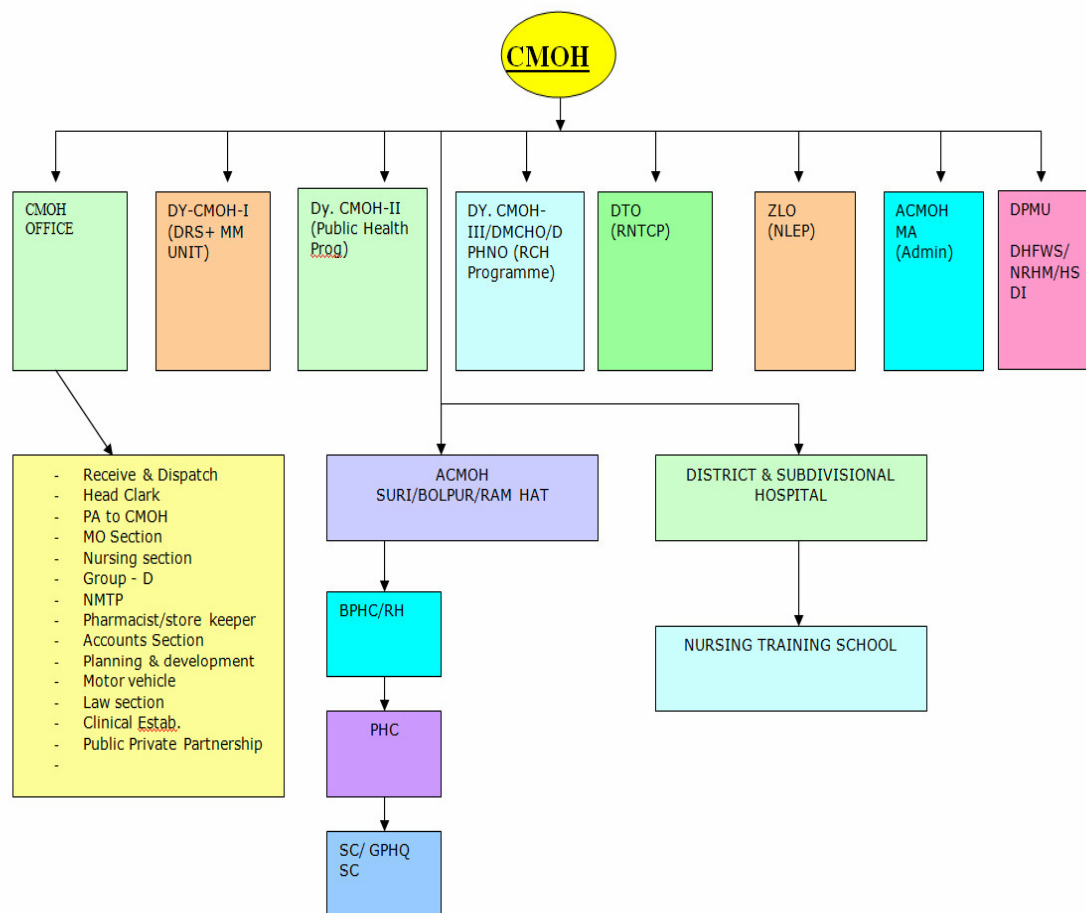 CMOH
CMOH
OFFICE
DY-CMOH-I
(DRS+ MM
UNIT)
Dy. CMOH-II
(Public Health
Prog)
DY. CMOH-
III/DMCHO/D
PHNO (RCH
Programme)
DTO
(RNTCP)
ZLO
(NLEP)
ACMOH
MA
(Admin)
DPMU
DHFWS/
NRHM/HS
DI
- Receive & Dispatch
- Head Clark
- PA to CMOH
- MO Section
- Nursing section
- Group - D
- NMTP
- Pharmacist/store keeper
- Accounts Section
- Planning & development
- Motor vehicle
- Law section
- Clinical Estab.
- Public Private Partnership
-
ACMOH
SURI/BOLPUR/RAM HAT
DISTRICT & SUBDIVISIONAL
HOSPITAL
BPHC/RH
NURSING TRAINING SCHOOL
PHC
SC/ GPHQ
SC